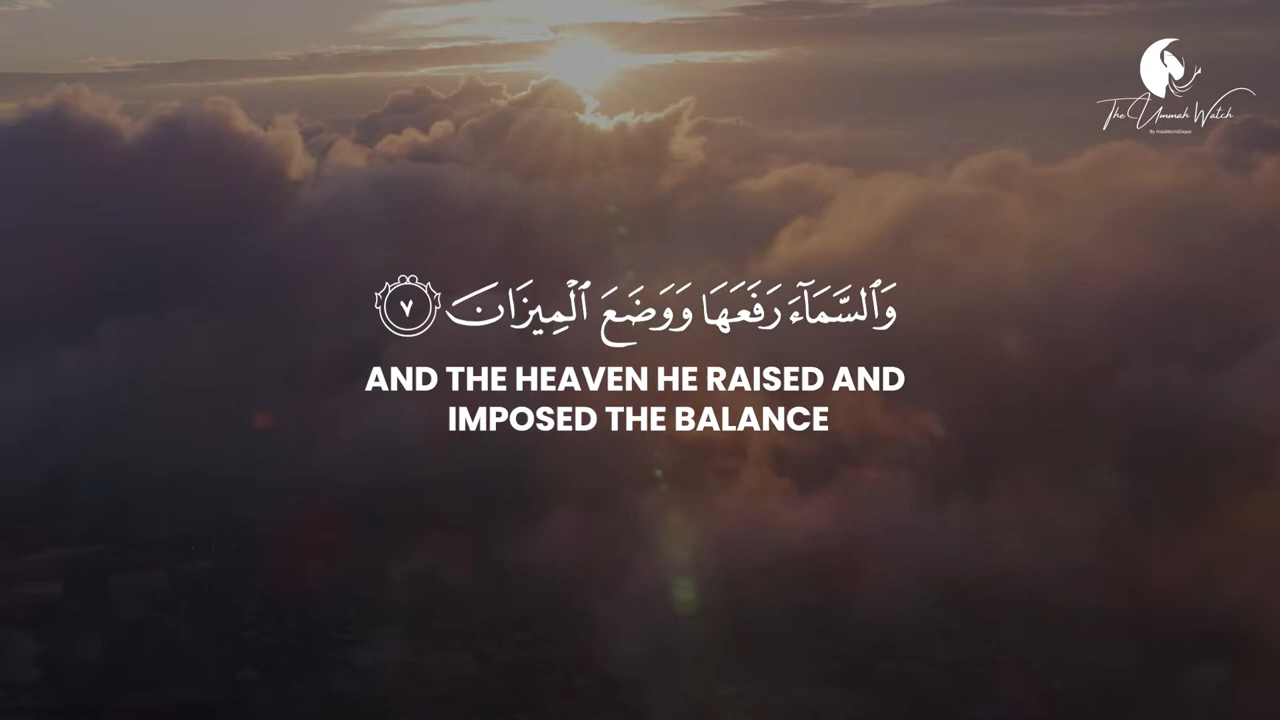 The Ummah Watch
وَٱلسَّمَآءَ رَفَعَهَا وَوَضَعَ ٱلْمِيزَانَ ٧
AND THE HEAVEN HE RAISED AND
IMPOSED THE BALANCE